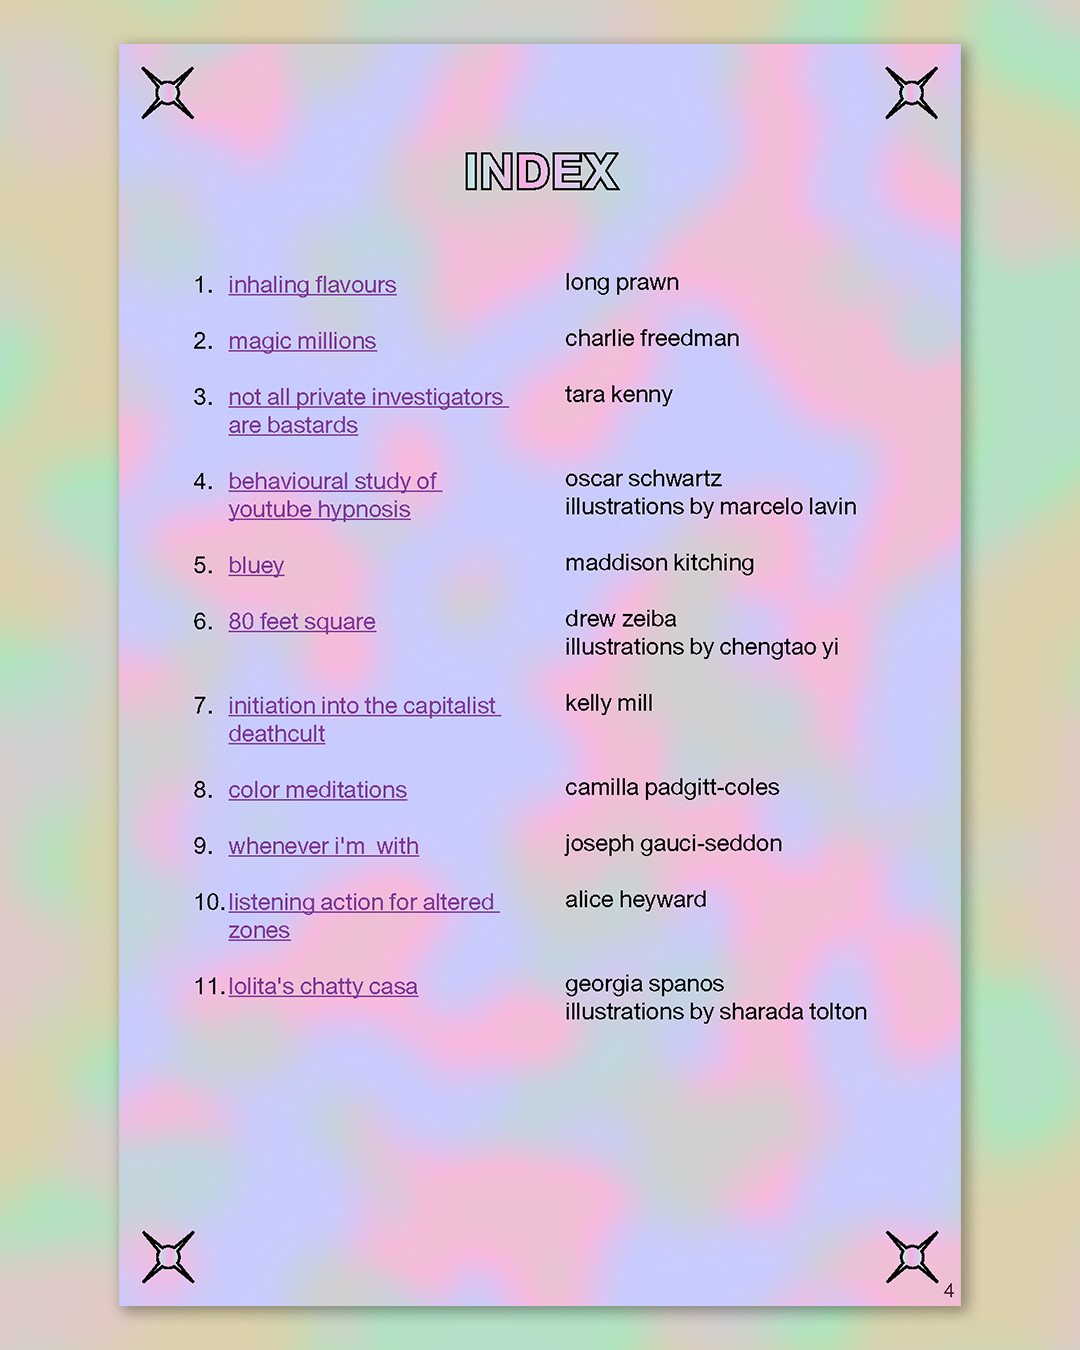 INDEX
1. inhaling flavours long prawn
2. magic millions charlie freedman
3. not all private investigators tara kenny
are bastards
4. behavioural study of oscar schwartz
youtube hypnosis illustrations by marcelo lavin
5. bluey maddison kitching
6. 80 feet square drew zeiba
illustrations by chengtao yi
7. initiation into the capitalist kelly mill
deathcult
8. color meditations camilla padgitt-coles
9. whenever i'm  with joseph gauci-seddon
10. listening action for altered alice heyward
zones
11. lolita's chatty casa georgia spanos
illustrations by sharada tolton
4